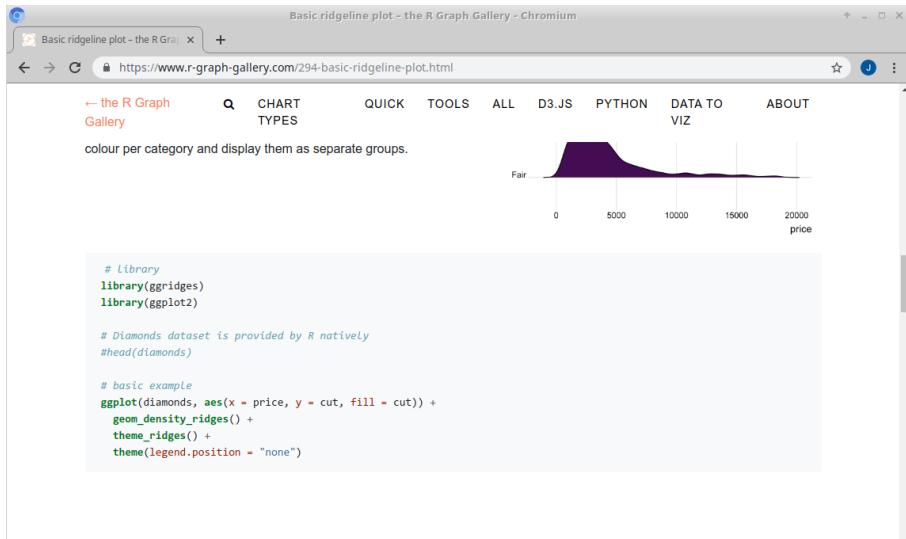 Basic ridgeline plot – the R Graph Gallery - Chromium
Basic ridgeline plot – the R Gra
https://www.r-graph-gallery.com/294-basic-ridgeline-plot.html
J
← the R Graph Gallery
CHART TYPES
QUICK
TOOLS
ALL
D3.JS
PYTHON
DATA TO VIZ
ABOUT
colour per category and display them as separate groups.
Fair
0 5000 10000 15000 20000
price
# library
library(ggridges)
library(ggplot2)
# Diamonds dataset is provided by R natively
#head(diamonds)
# basic example
ggplot(diamonds, aes(x = price, y = cut, fill = cut)) +
geom_density_ridges() +
theme_ridges() +
theme(legend.position = "none")